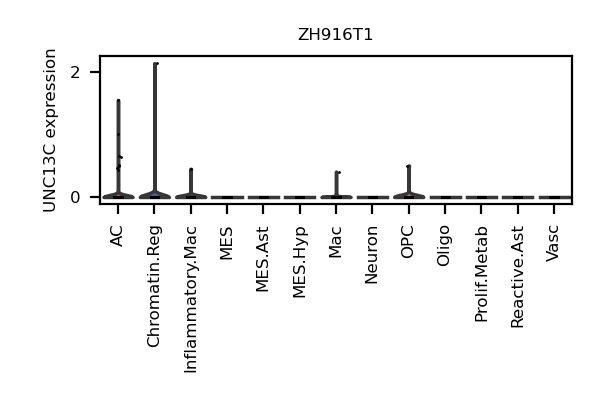 ZH916T1
UNC13C expression
2
0
AC
Chromatin.Reg
Inflammatory.Mac
MES
MES.Ast
MES.Hyp
Mac
Neuron
OPC
Oligo
Prolif.Metab
Reactive.Ast
Vasc